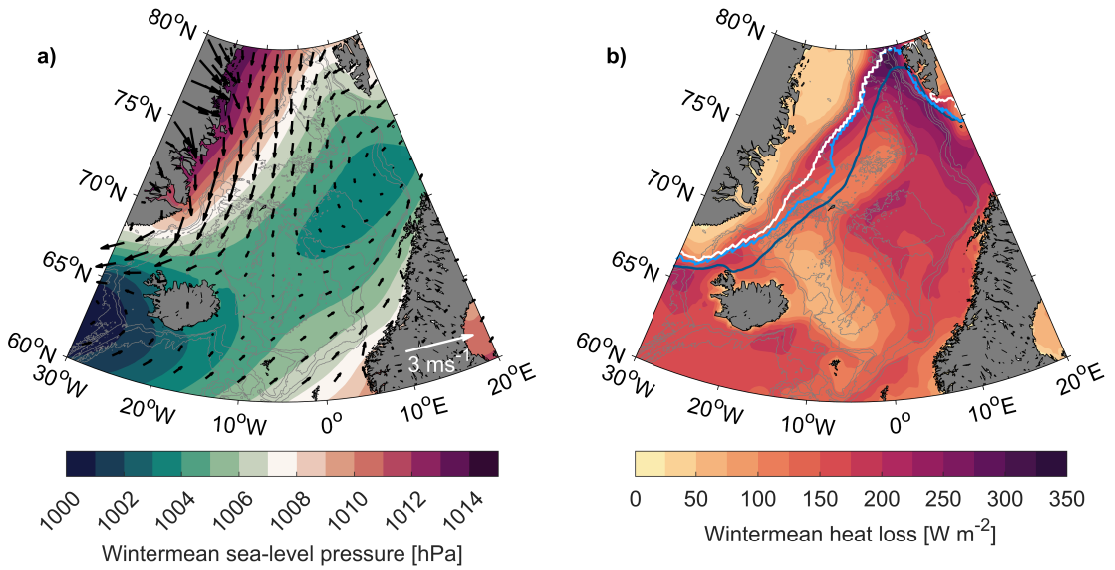 a)
80°N
75°N
70°N
65°N
60°N
30°W
20°W
10°W
0°
10°E
20°E
3 ms⁻¹
1000 1002 1004 1006 1008 1010 1012 1014
Wintermean sea-level pressure [hPa]
b)
80°N
75°N
70°N
65°N
60°N
30°W
20°W
10°W
0°
10°E
20°E
0 50 100 150 200 250 300 350
Wintermean heat loss [W m⁻²]